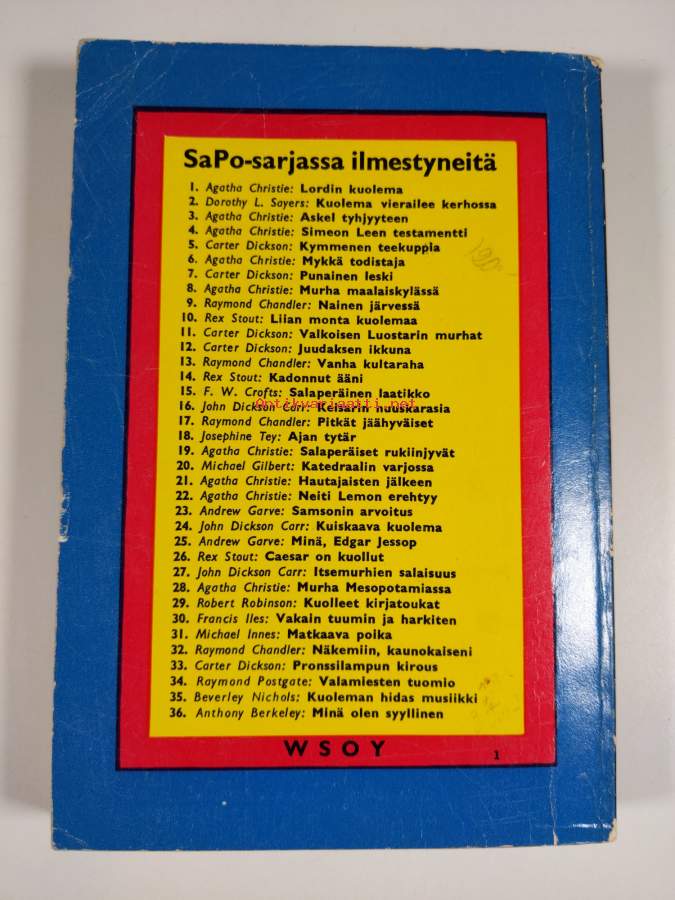 SaPo-sarjassa ilmestyneitä
1. Agatha Christie: Lordin kuolema
2. Dorothy L. Sayers: Kuolema vierailee kerhossa
3. Agatha Christie: Askel tyhjyyteen
4. Agatha Christie: Simeon Leen testamentti
5. Carter Dickson: Kymmenen teekuppia
6. Agatha Christie: Mykkä todistaja
7. Carter Dickson: Punainen leski
8. Agatha Christie: Murha maalaiskylässä
9. Raymond Chandler: Nainen järvessä
10. Rex Stout: Liian monta kuolemaa
11. Carter Dickson: Valkoisen Luostarin murhat
12. Carter Dickson: Juudaksen ikkuna
13. Raymond Chandler: Vanha kultaraha
14. Rex Stout: Kadonnut ääni
15. F. W. Crofts: Salaperäinen laatikko
Antikvariaatti.net
16. John Dickson Carr: Keisarin nuuskarasia
17. Raymond Chandler: Pitkät jäähyväiset
18. Josephine Tey: Ajan tytär
19. Agatha Christie: Salaperäiset rukiinjyvät
20. Michael Gilbert: Katedraalin varjossa
21. Agatha Christie: Hautajaisten jälkeen
22. Agatha Christie: Neiti Lemon erehtyy
23. Andrew Garve: Samsonin arvoitus
24. John Dickson Carr: Kuiskaava kuolema
25. Andrew Garve: Minä, Edgar Jessop
26. Rex Stout: Caesar on kuollut
27. John Dickson Carr: Itsemurhien salaisuus
28. Agatha Christie: Murha Mesopotamiassa
29. Robert Robinson: Kuolleet kirjatoukat
30. Francis Iles: Vakain tuumin ja harkiten
31. Michael Innes: Matkaava poika
32. Raymond Chandler: Näkemiin, kaunokaiseni
33. Carter Dickson: Pronssilampun kirous
34. Raymond Postgate: Valamiesten tuomio
35. Beverley Nichols: Kuoleman hidas musiikki
36. Anthony Berkeley: Minä olen syyllinen
WSOY
1